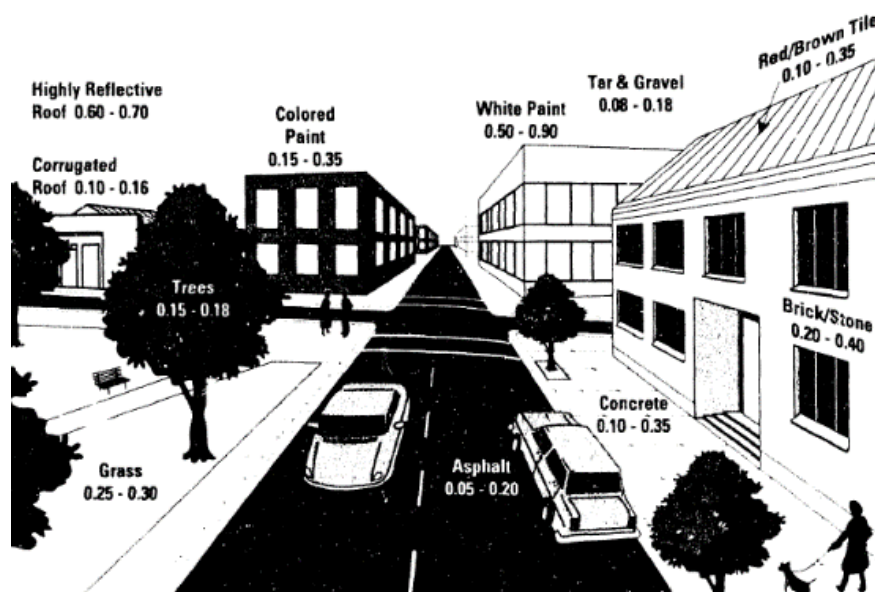 Highly Reflective
Roof 0.60 - 0.70
Corrugated
Roof 0.10 - 0.16
Colored
Paint
0.15 - 0.35
White Paint
0.50 - 0.90
Tar & Gravel
0.08 - 0.18
Red/Brown Tile
0.10 - 0.35
Trees
0.15 - 0.18
Brick/Stone
0.20 - 0.40
Grass
0.25 - 0.30
Asphalt
0.05 - 0.20
Concrete
0.10 - 0.35